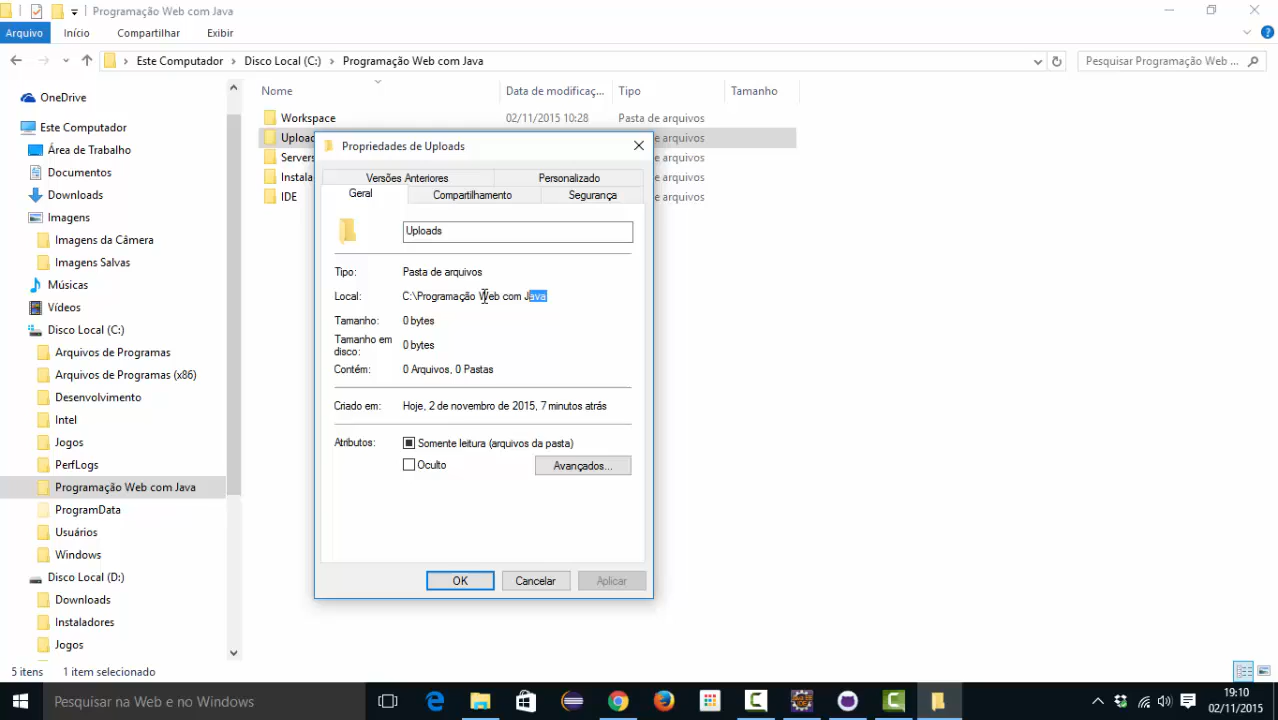 Programação Web com Java
Arquivo Início Compartilhar Exibir
Este Computador Disco Local (C:) Programação Web com Java
Pesquisar Programação Web ...
Nome Data de modificaç... Tipo Tamanho
OneDrive
Este Computador
Área de Trabalho
Documentos
Downloads
Imagens
Imagens da Câmera
Imagens Salvas
Músicas
Vídeos
Disco Local (C:)
Arquivos de Programas
Arquivos de Programas (x86)
Desenvolvimento
Intel
Jogos
PerfLogs
Programação Web com Java
ProgramData
Usuários
Windows
Disco Local (D:)
Downloads
Instaladores
Jogos
Workspace 02/11/2015 10:28 Pasta de arquivos
Upload de arquivos
Servers de arquivos
Instala de arquivos
IDE de arquivos
Propriedades de Uploads
Versões Anteriores Personalizado
Geral Compartilhamento Segurança
Uploads
Tipo: Pasta de arquivos
Local: C:\Programação Web com Java
Tamanho: 0 bytes
Tamanho em disco: 0 bytes
Contém: 0 Arquivos, 0 Pastas
Criado em: Hoje, 2 de novembro de 2015, 7 minutos atrás
Atributos: Somente leitura (arquivos da pasta)
Oculto Avançados...
OK Cancelar Aplicar
5 itens 1 item selecionado
Pesquisar na Web e no Windows
19:10
02/11/2015